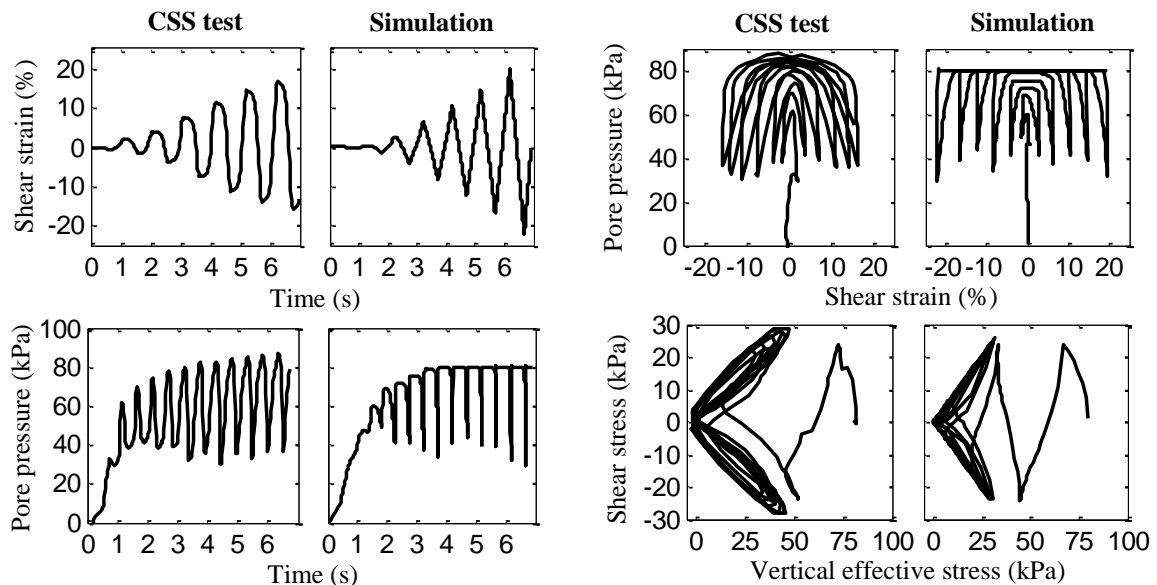 CSS test
Simulation
Shear strain (%)
20
10
0
-10
-20
0 1 2 3 4 5 6
0 1 2 3 4 5 6
Time (s)
CSS test
Simulation
Pore pressure (kPa)
80
60
40
20
0
-20 -10 0 10 20
-20 -10 0 10 20
Shear strain (%)
Pore pressure (kPa)
100
80
60
40
20
0
0 1 2 3 4 5 6
0 1 2 3 4 5 6
Time (s)
Shear stress (kPa)
30
20
10
0
-10
-20
-30
0 25 50 75 100
0 25 50 75 100
Vertical effective stress (kPa)